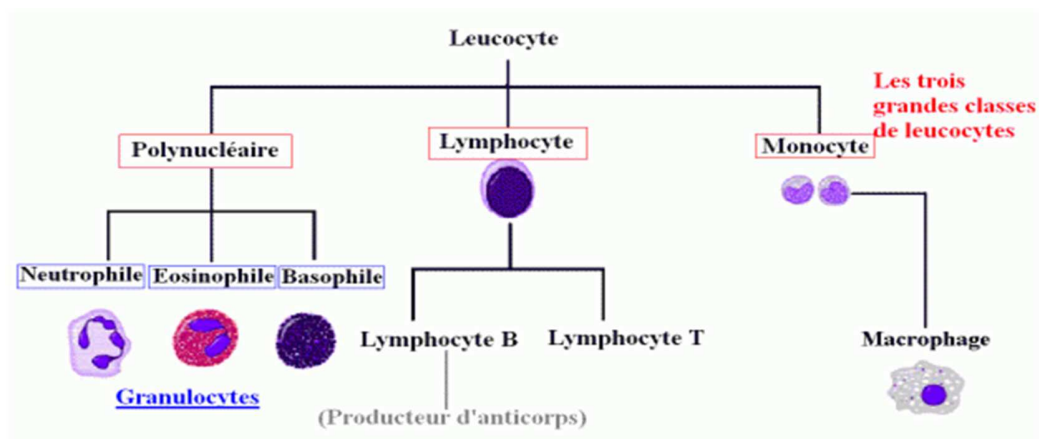 Leucocyte
Les trois
grandes classes
de leucocytes
Polynucléaire
Lymphocyte
Monocyte
Neutrophile
Eosinophile
Basophile
Lymphocyte B
Lymphocyte T
Macrophage
Granulocytes
(Producteur d'anticorps)